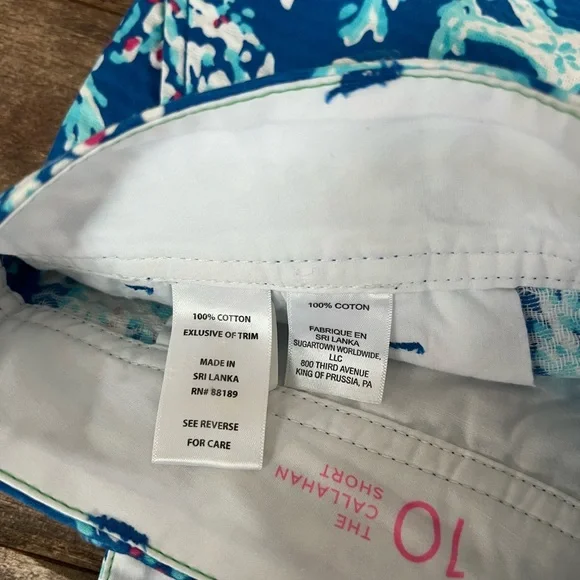 100% COTTON
EXLUSIVE OF TRIM
MADE IN
SRI LANKA
RN# 88189
SEE REVERSE
FOR CARE
100% COTON
FABRIQUE EN
SRI LANKA
SUGARTOWN WORLDWIDE,
LLC
800 THIRD AVENUE
KING OF PRUSSIA, PA
THE
CALLAHAN
SHORT
10